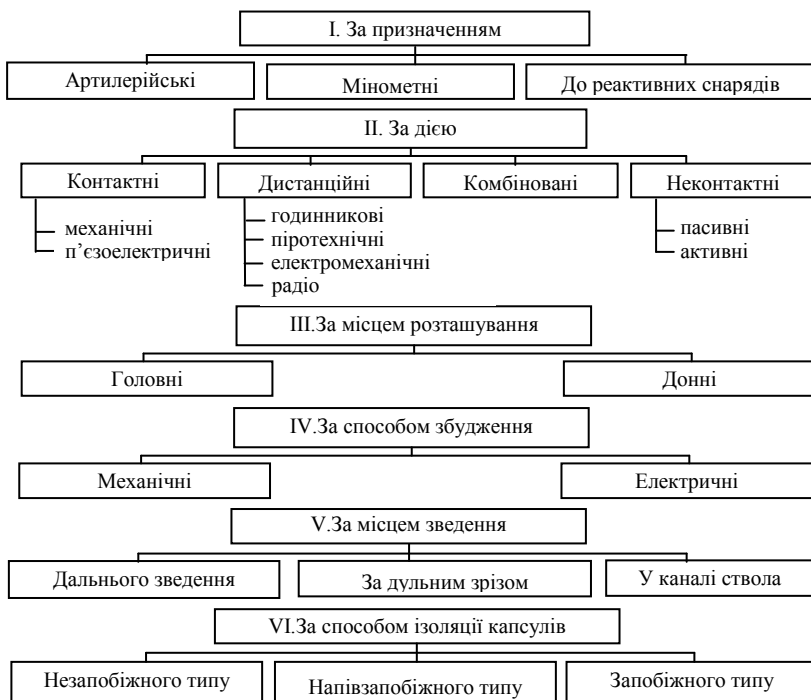 I. За призначенням
Артилерійські
Мінометні
До реактивних снарядів
II. За дією
Контактні
Дистанційні
Комбіновані
Неконтактні
механічні
п’єзоелектричні
годинникові
піротехнічні
електромеханічні
радіо
пасивні
активні
III.За місцем розташування
Головні
Донні
IV.За способом збудження
Механічні
Електричні
V.За місцем зведення
Дальнього зведення
За дульним зрізом
У каналі ствола
VI.За способом ізоляції капсулів
Незапобіжного типу
Напівзапобіжного типу
Запобіжного типу